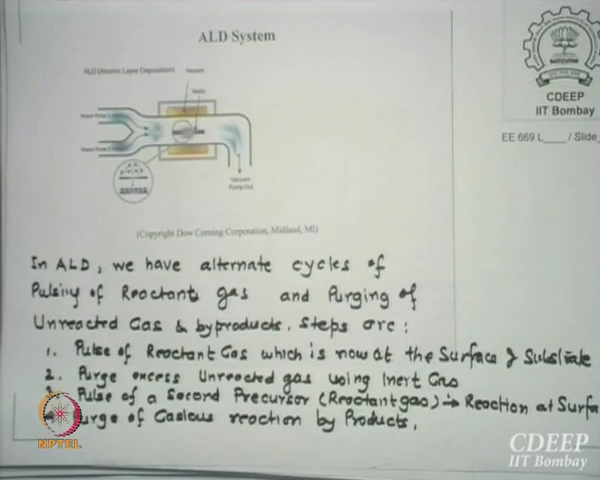 ALD System
ALD (Atomic Layer Deposition)
Vacuum
Pump Out
(Copyright Dow Corning Corporation, Midland, MI)
CDEEP
IIT Bombay
EE 669 L____ / Slide_
In ALD, we have alternate cycles of
Pulsing of Reactant gas and Purging of
Unreacted Gas & byproducts. Steps are:
1. Pulse of Reactant Gas which is now at the Surface of Substrate
2. Purge excess Unreacted gas using Inert Gas
3. Pulse of a Second Precursor (Reactant gas) → Reaction at Surfa
Purge of Gaseous reaction by Products.
NPTEL
CDEEP
IIT Bombay